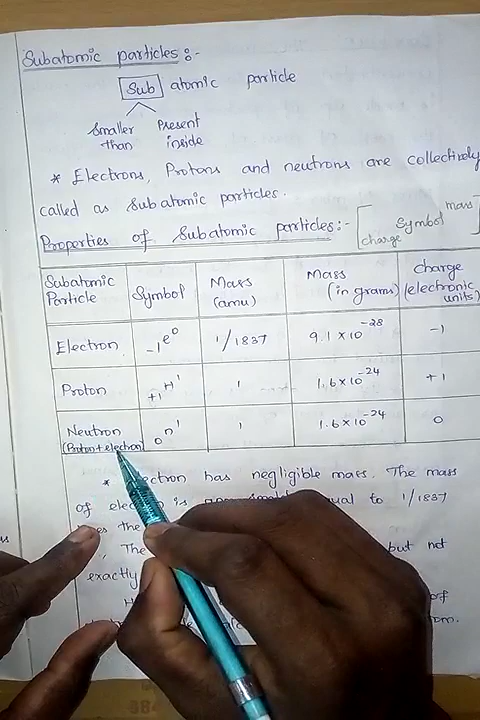 Subatomic particles :-
Sub atomic particle
Smaller than Present inside
* Electrons, Protons and neutrons are collectively
called as Subatomic particles.
Properties of Subatomic particles:- [charge Symbol mass]
Subatomic Particle Symbol Mass (amu) Mass (in grams) Charge (electronic units)
Electron ₋₁e⁰ 1/1837 9.1 x 10⁻²⁸ -1
Proton ₊₁H¹ 1 1.6 x 10⁻²⁴ +1
Neutron (Proton + electron) ₀n¹ 1 1.6 x 10⁻²⁴ 0
* Electron has negligible mass. The mass
of to 1/1837
the
The but not
exactly
of